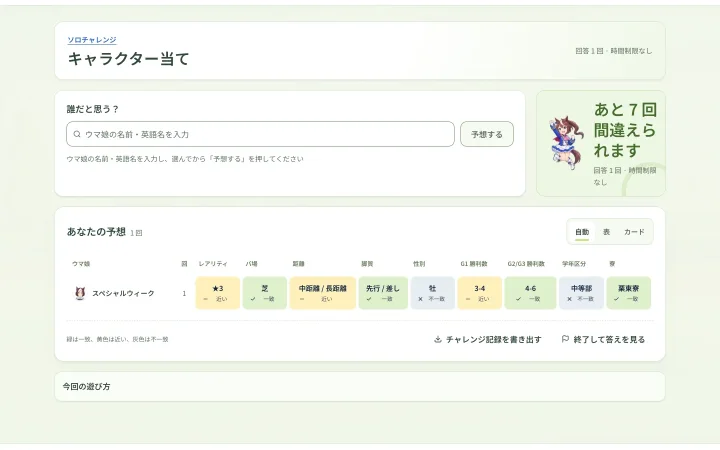 ソロチャレンジ
キャラクター当て
回答 1 回 · 時間制限なし
誰だと思う？
ウマ娘の名前・英語名を入力
予想する
ウマ娘の名前・英語名を入力し、選んでから「予想する」を押してください
あと 7 回
間違えら
れます
回答 1 回 · 時間制限
なし
あなたの予想 1 回
自動 表 カード
ウマ娘 回 レアリティ バ場 距離 脚質 性別 G1 勝利数 G2/G3 勝利数 学年区分 寮
スペシャルウィーク 1 ★3 芝 中距離 / 長距離 先行 / 差し 牡 3-4 4-6 中等部 栗東寮
~ 近い ✓ 一致 ~ 近い ✓ 一致 ✕ 不一致 ~ 近い ✓ 一致 ✕ 不一致 ✓ 一致
緑は一致、黄色は近い、灰色は不一致
チャレンジ記録を書き出す
終了して答えを見る
今回の遊び方